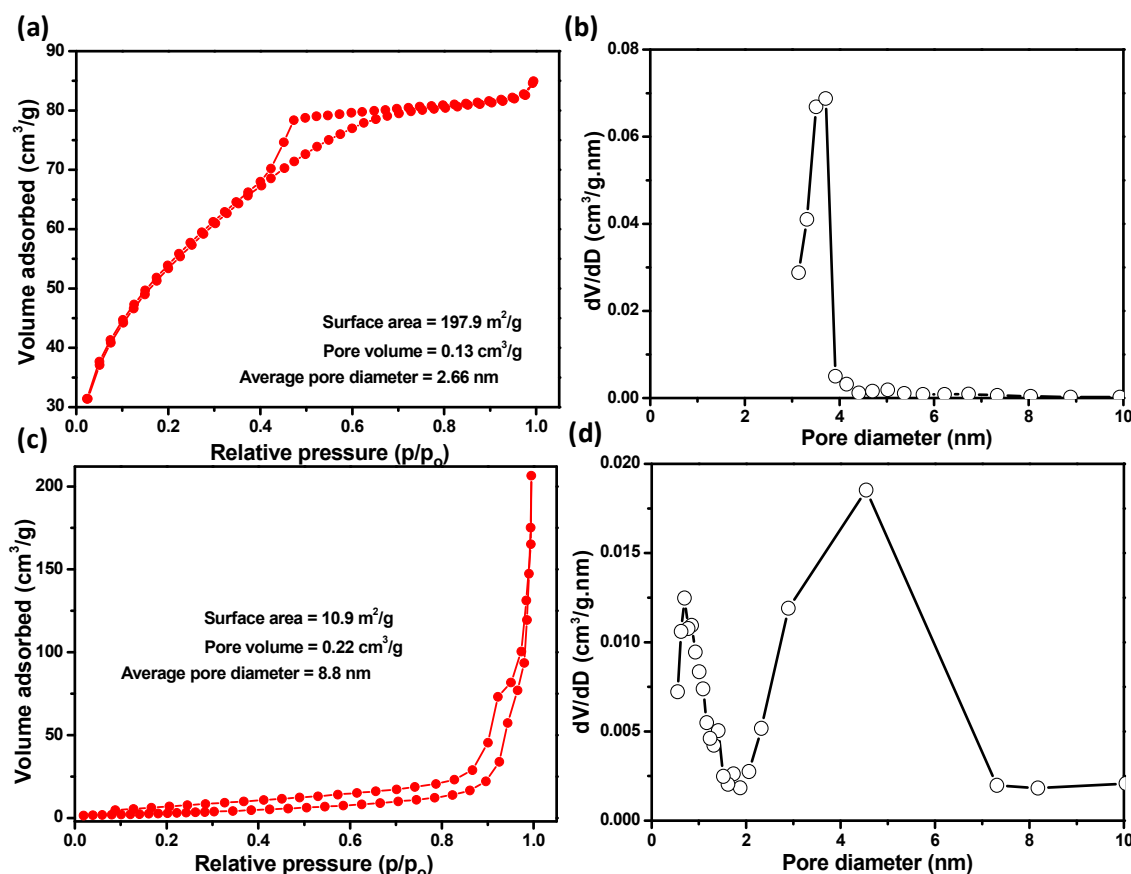 (a)
90
80
70
60
50
40
30
Volume adsorbed (cm³/g)
0.0 0.2 0.4 0.6 0.8 1.0
Relative pressure (p/p₀)
Surface area = 197.9 m²/g
Pore volume = 0.13 cm³/g
Average pore diameter = 2.66 nm
(b)
0.08
0.06
0.04
0.02
0.00
dV/dD (cm³/g.nm)
0 2 4 6 8 10
Pore diameter (nm)
(c)
200
150
100
50
0
Volume adsorbed (cm³/g)
0.0 0.2 0.4 0.6 0.8 1.0
Relative pressure (p/p₀)
Surface area = 10.9 m²/g
Pore volume = 0.22 cm³/g
Average pore diameter = 8.8 nm
(d)
0.020
0.015
0.010
0.005
0.000
dV/dD (cm³/g.nm)
0 2 4 6 8 10
Pore diameter (nm)